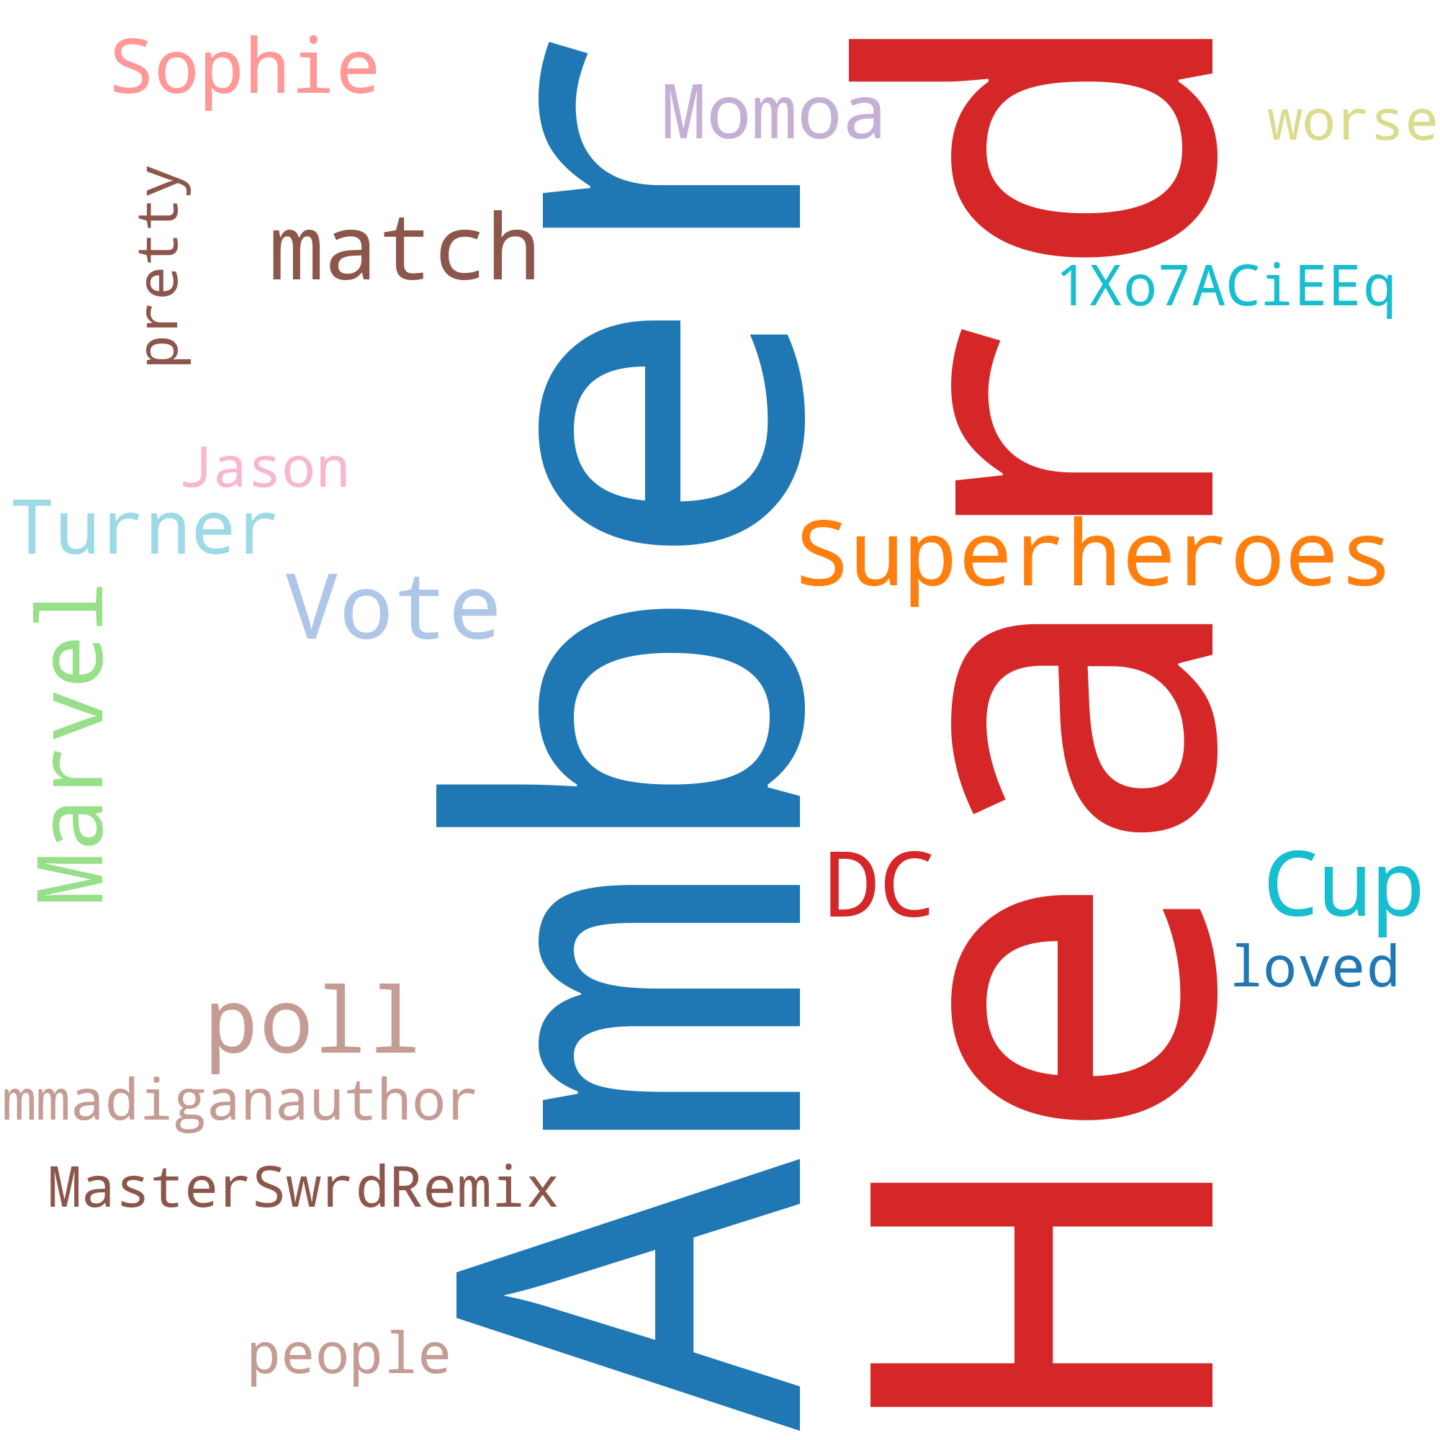 Sophie
Momoa
worse
pretty
match
1Xo7ACiEEq
Jason
Turner
Superheroes
Vote
Marvel
DC
Cup
loved
poll
mmadiganauthor
MasterSwrdRemix
people
Amber
Heard